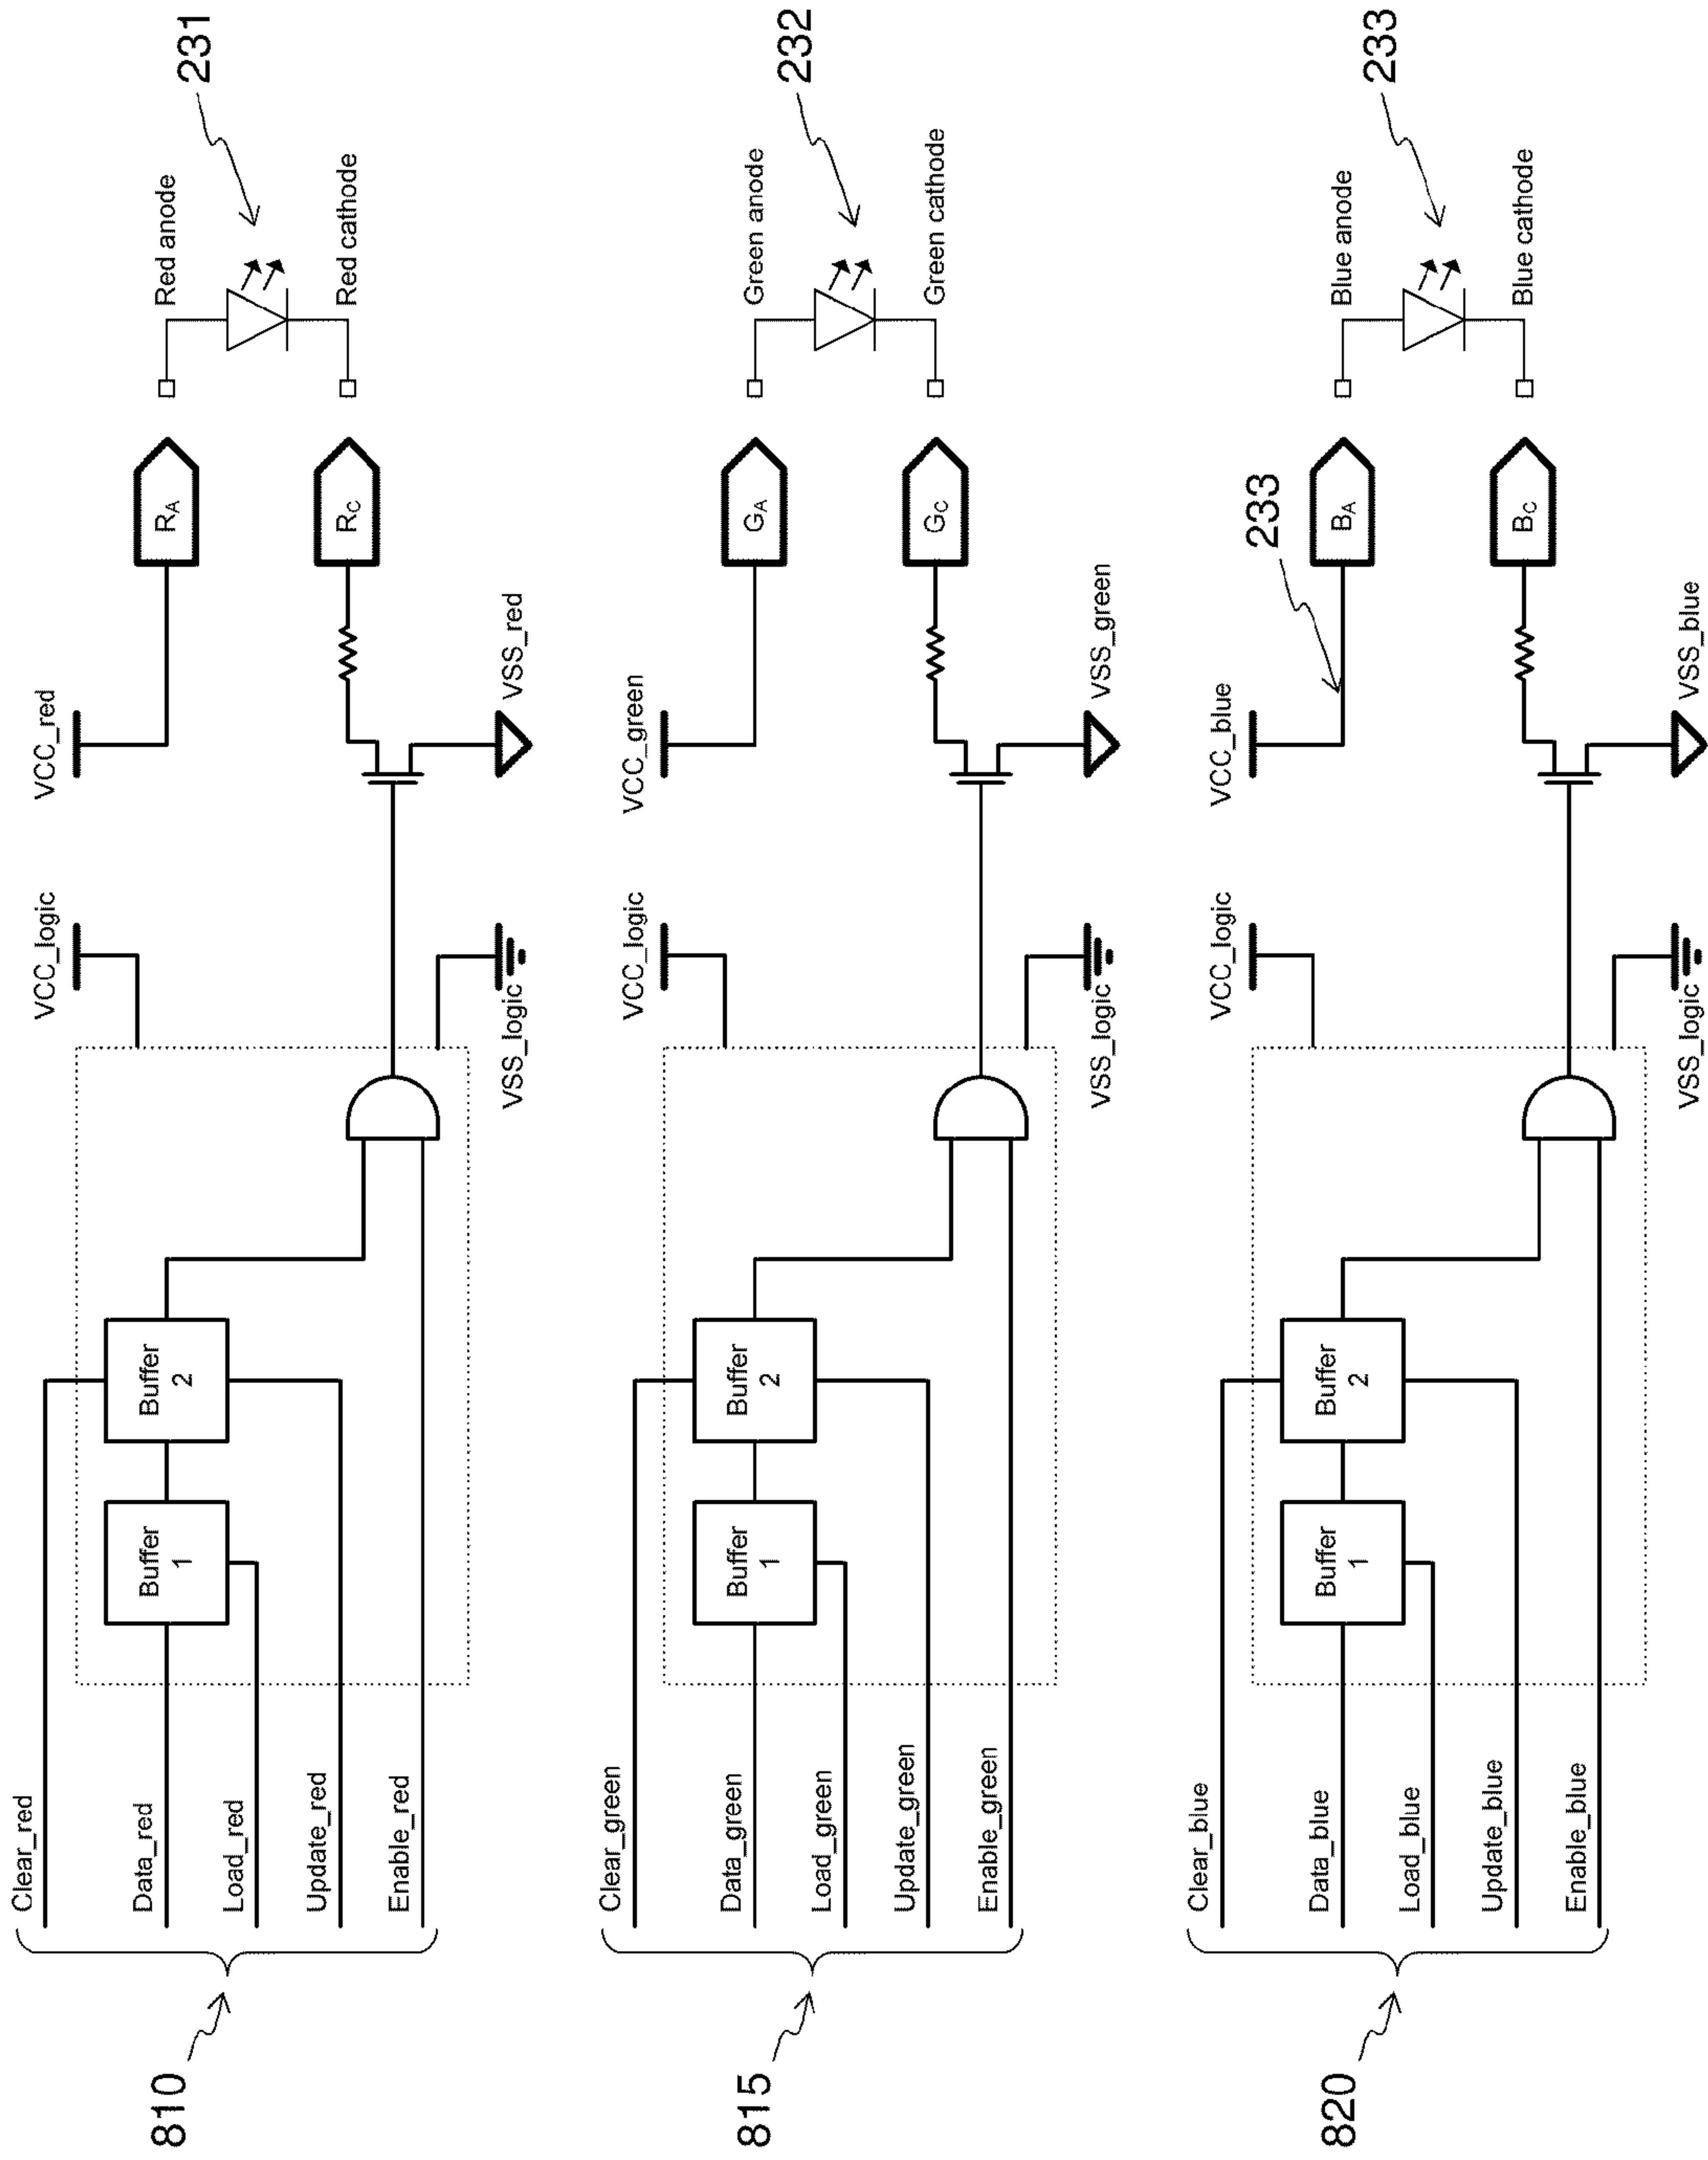 810
Clear_red
Data_red
Load_red
Update_red
Enable_red
Buffer
1
Buffer
2
VCC_logic
VSS_logic
VCC_red
VSS_red
RA
RC
Red anode
Red cathode
231
815
Clear_green
Data_green
Load_green
Update_green
Enable_green
Buffer
1
Buffer
2
VCC_logic
VSS_logic
VCC_green
VSS_green
GA
GC
Green anode
Green cathode
232
820
Clear_blue
Data_blue
Load_blue
Update_blue
Enable_blue
Buffer
1
Buffer
2
VCC_logic
VSS_logic
VCC_blue
VSS_blue
233
BA
BC
Blue anode
Blue cathode
233